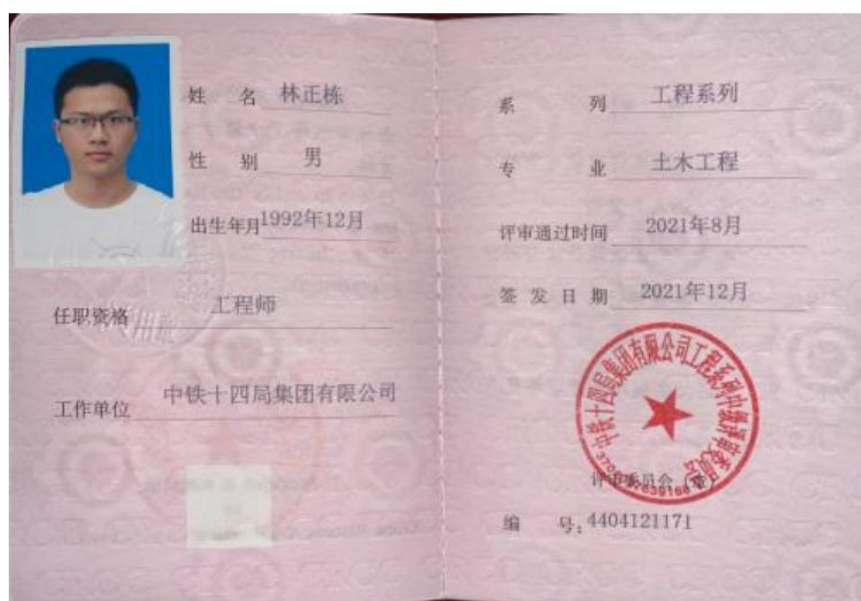 姓 名 林正栋
性 别 男
出生年月 1992年12月
任职资格 工程师
工作单位 中铁十四局集团有限公司
系 列 工程系列
专 业 土木工程
评审通过时间 2021年8月
签发日期 2021年12月
中铁十四局集团有限公司工程系列中级评审委员会
评审委员会(章)
编 号：4404121171